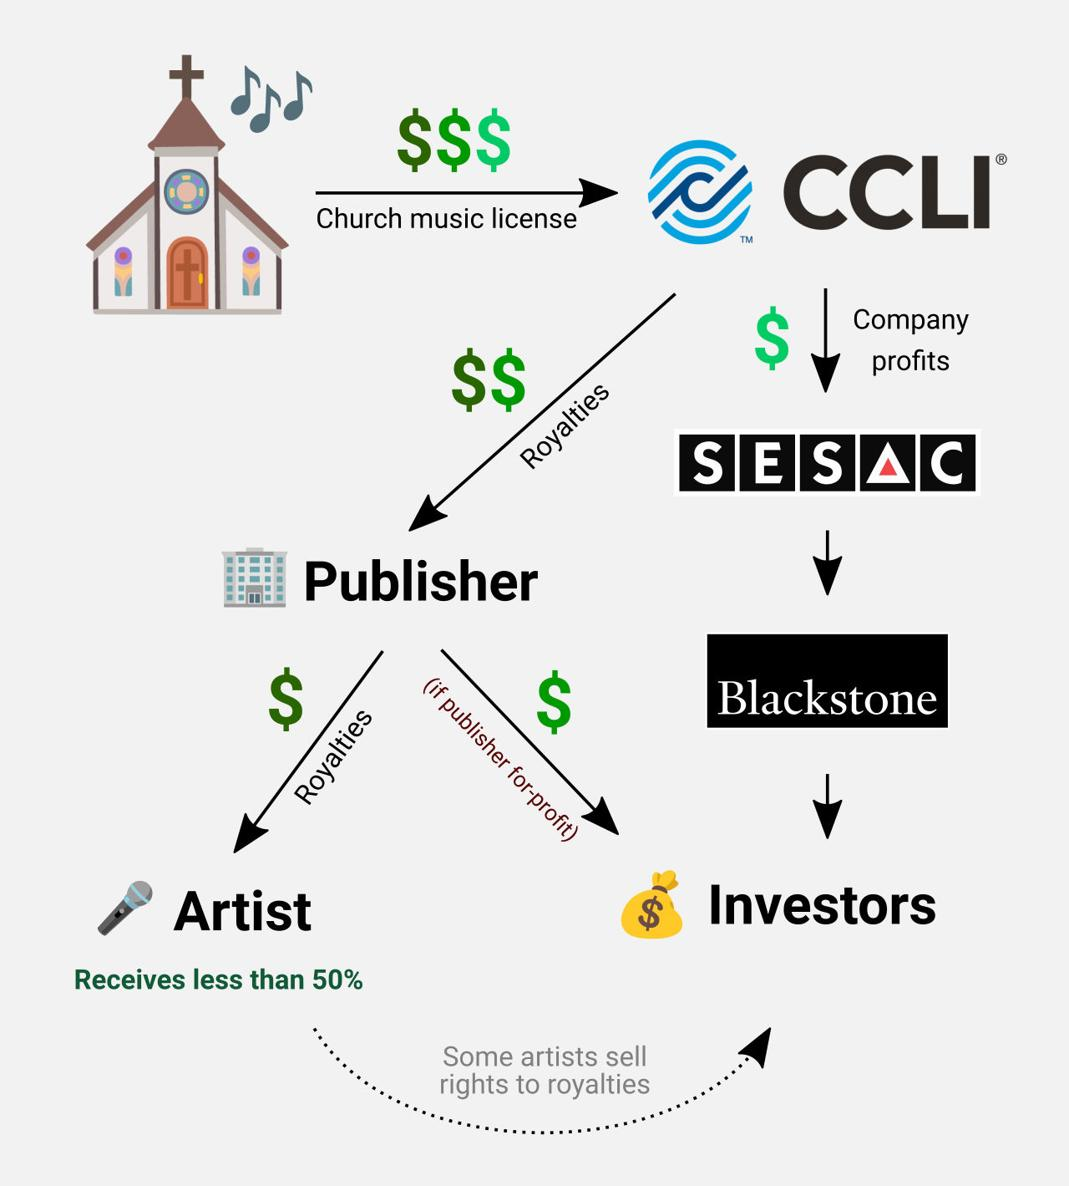 $$$
Church music license
CCLI®
™
$$
Royalties
$
Company
profits
SESAC
Publisher
Blackstone
$
Royalties
$
(if publisher for-profit)
Artist
$
Investors
Receives less than 50%
Some artists sell
rights to royalties